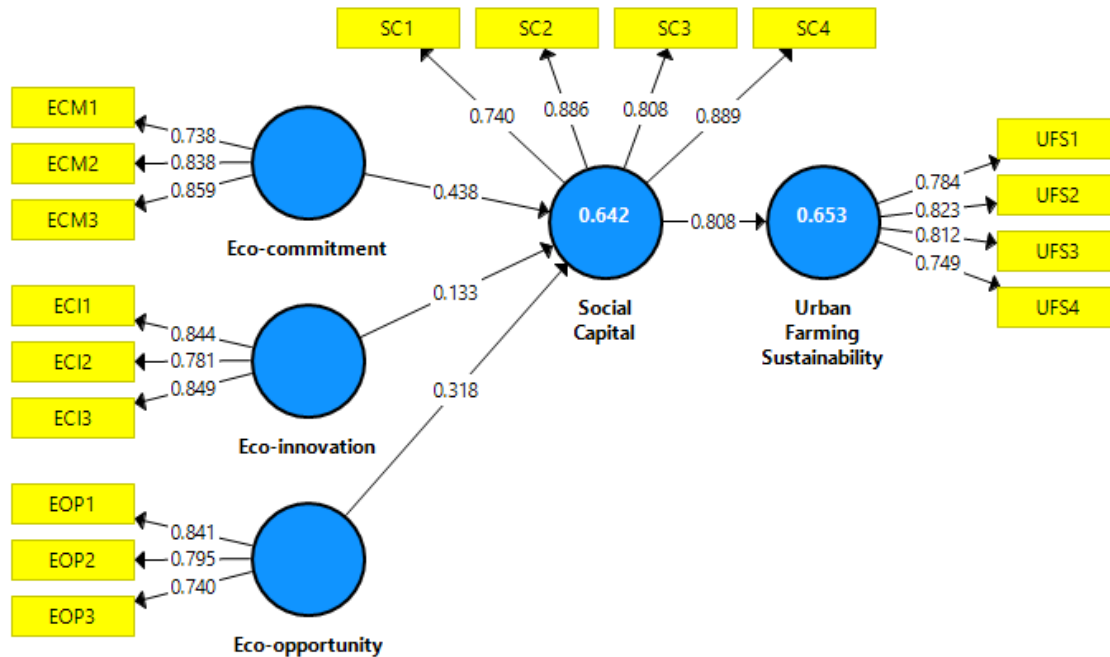 SC1
SC2
SC3
SC4
0.740
0.886
0.808
0.889
ECM1
ECM2
ECM3
0.738
0.838
0.859
Eco-commitment
0.438
ECI1
ECI2
ECI3
0.844
0.781
0.849
Eco-innovation
0.133
EOP1
EOP2
EOP3
0.841
0.795
0.740
Eco-opportunity
0.318
0.642
Social
Capital
0.808
0.653
Urban
Farming
Sustainability
0.784
0.823
0.812
0.749
UFS1
UFS2
UFS3
UFS4